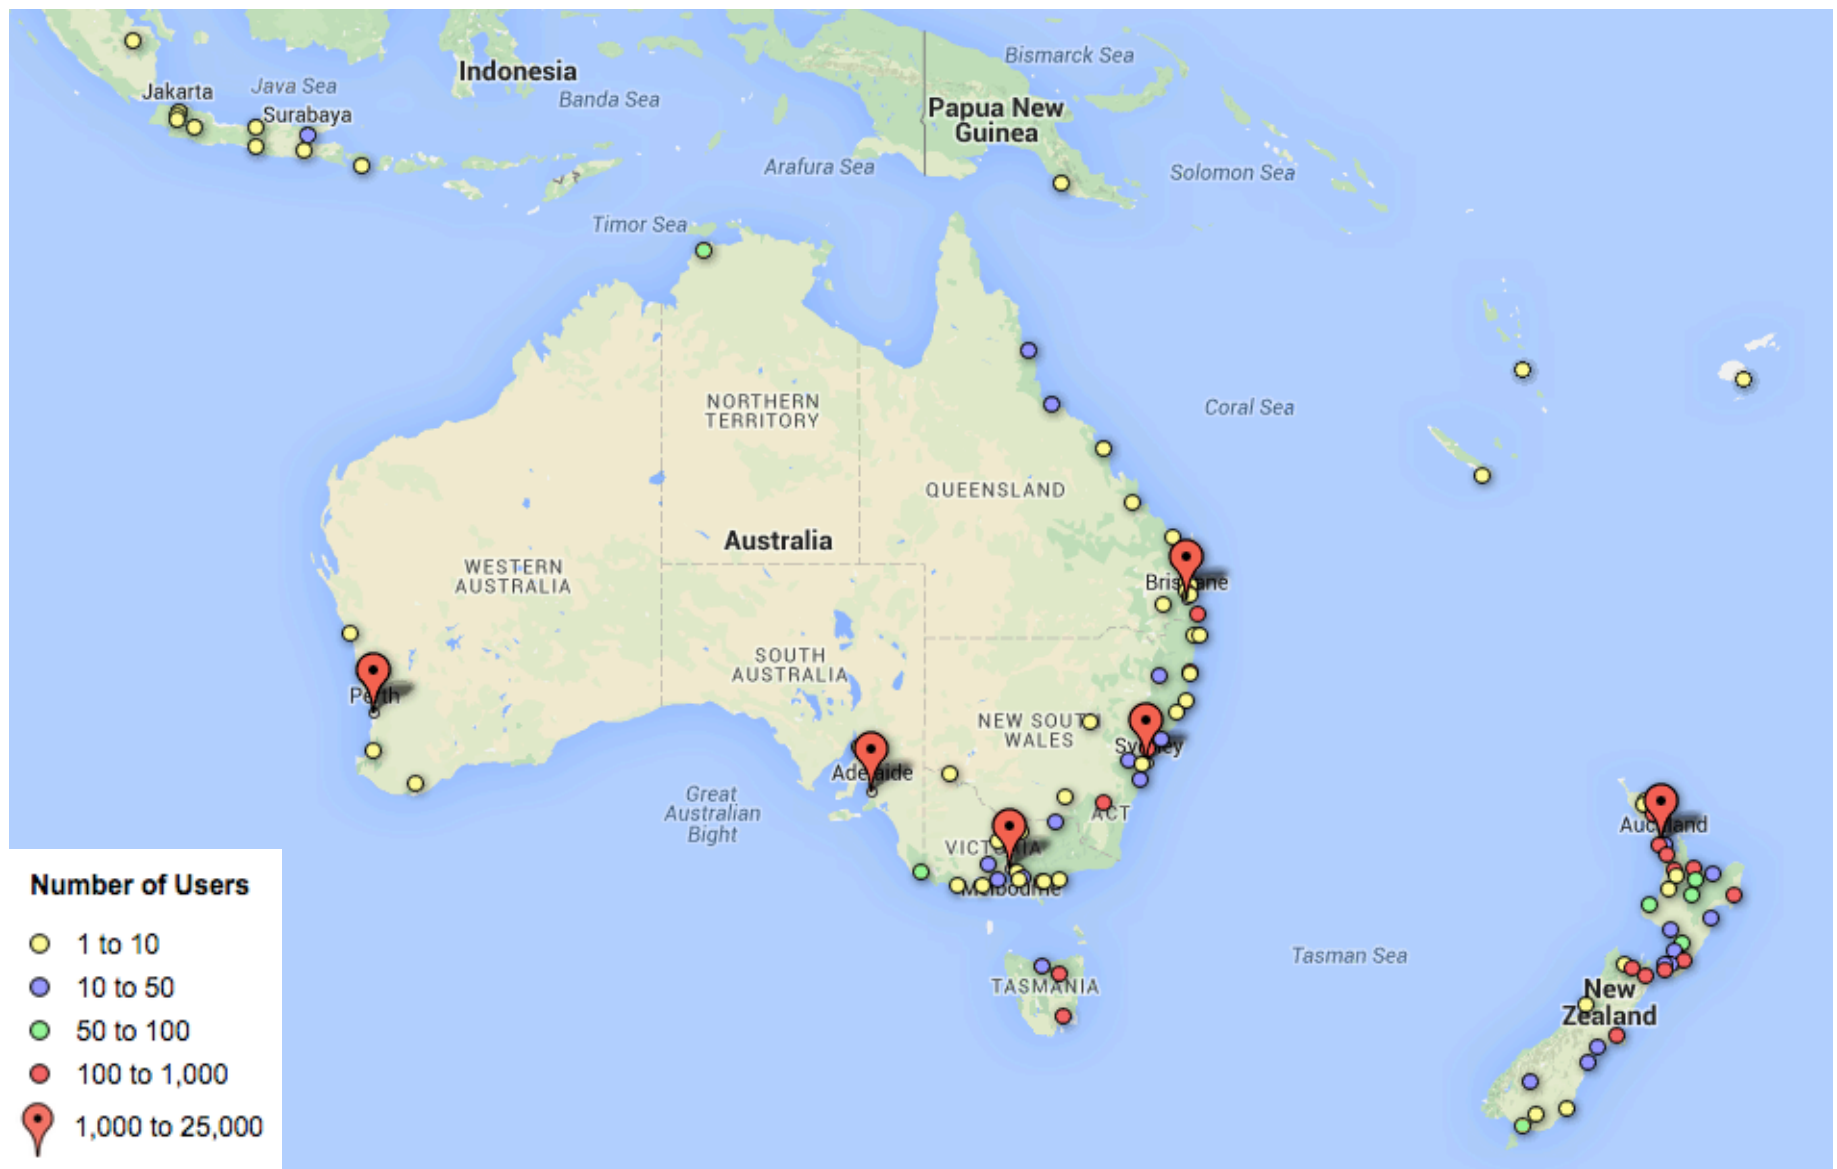 Bismarck Sea
Indonesia
Java Sea
Jakarta
Banda Sea
Surabaya
Papua New
Guinea
Arafura Sea
Solomon Sea
Timor Sea
NORTHERN
TERRITORY
Coral Sea
QUEENSLAND
Australia
WESTERN
AUSTRALIA
Brisbane
SOUTH
AUSTRALIA
Perth
NEW SOUTH
WALES
Sydney
Adelaide
Great
Australian
Bight
ACT
Auckland
VICTORIA
Melbourne
Tasman Sea
TASMANIA
New
Zealand
Number of Users
1 to 10
10 to 50
50 to 100
100 to 1,000
1,000 to 25,000